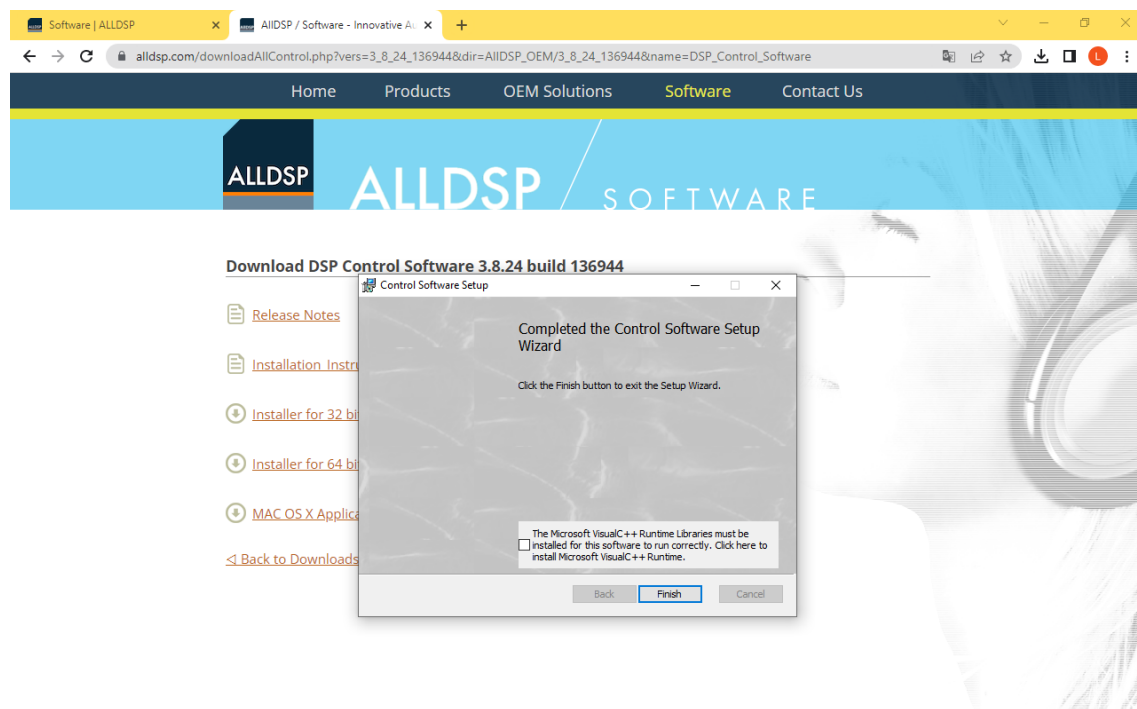 Software | ALLDSP
AllDSP / Software - Innovative Au
alldsp.com/downloadAllControl.php?vers=3_8_24_136944&dir=AllDSP_OEM/3_8_24_136944&name=DSP_Control_Software
L
Home Products OEM Solutions Software Contact Us
ALLDSP
ALLDSP / SOFTWARE
Download DSP Control Software 3.8.24 build 136944
Release Notes
Installation Instru
Installer for 32 bi
Installer for 64 bi
MAC OS X Applica
Back to Downloads
Control Software Setup
Completed the Control Software Setup
Wizard
Click the Finish button to exit the Setup Wizard.
The Microsoft VisualC++ Runtime Libraries must be
installed for this software to run correctly. Click here to
install Microsoft VisualC++ Runtime.
Back Finish Cancel